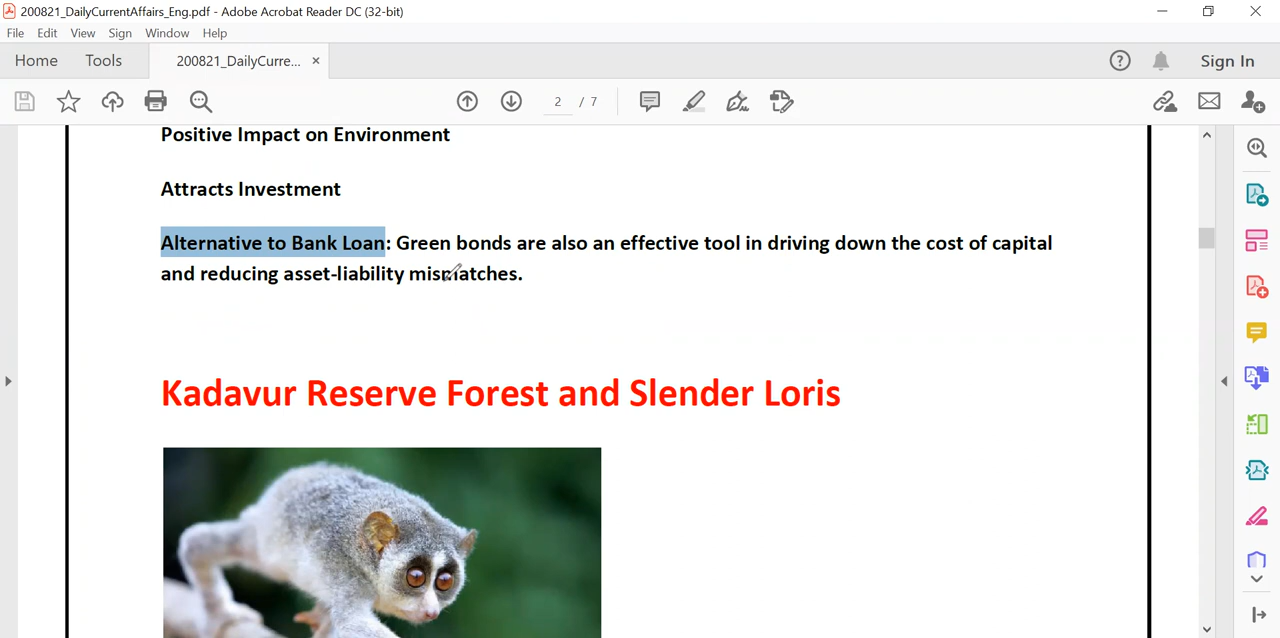 200821_DailyCurrentAffairs_Eng.pdf - Adobe Acrobat Reader DC (32-bit)
File Edit View Sign Window Help
Home Tools 200821_DailyCurre... × Sign In
2 / 7
Positive Impact on Environment
Attracts Investment
Alternative to Bank Loan: Green bonds are also an effective tool in driving down the cost of capital
and reducing asset-liability mismatches.
Kadavur Reserve Forest and Slender Loris